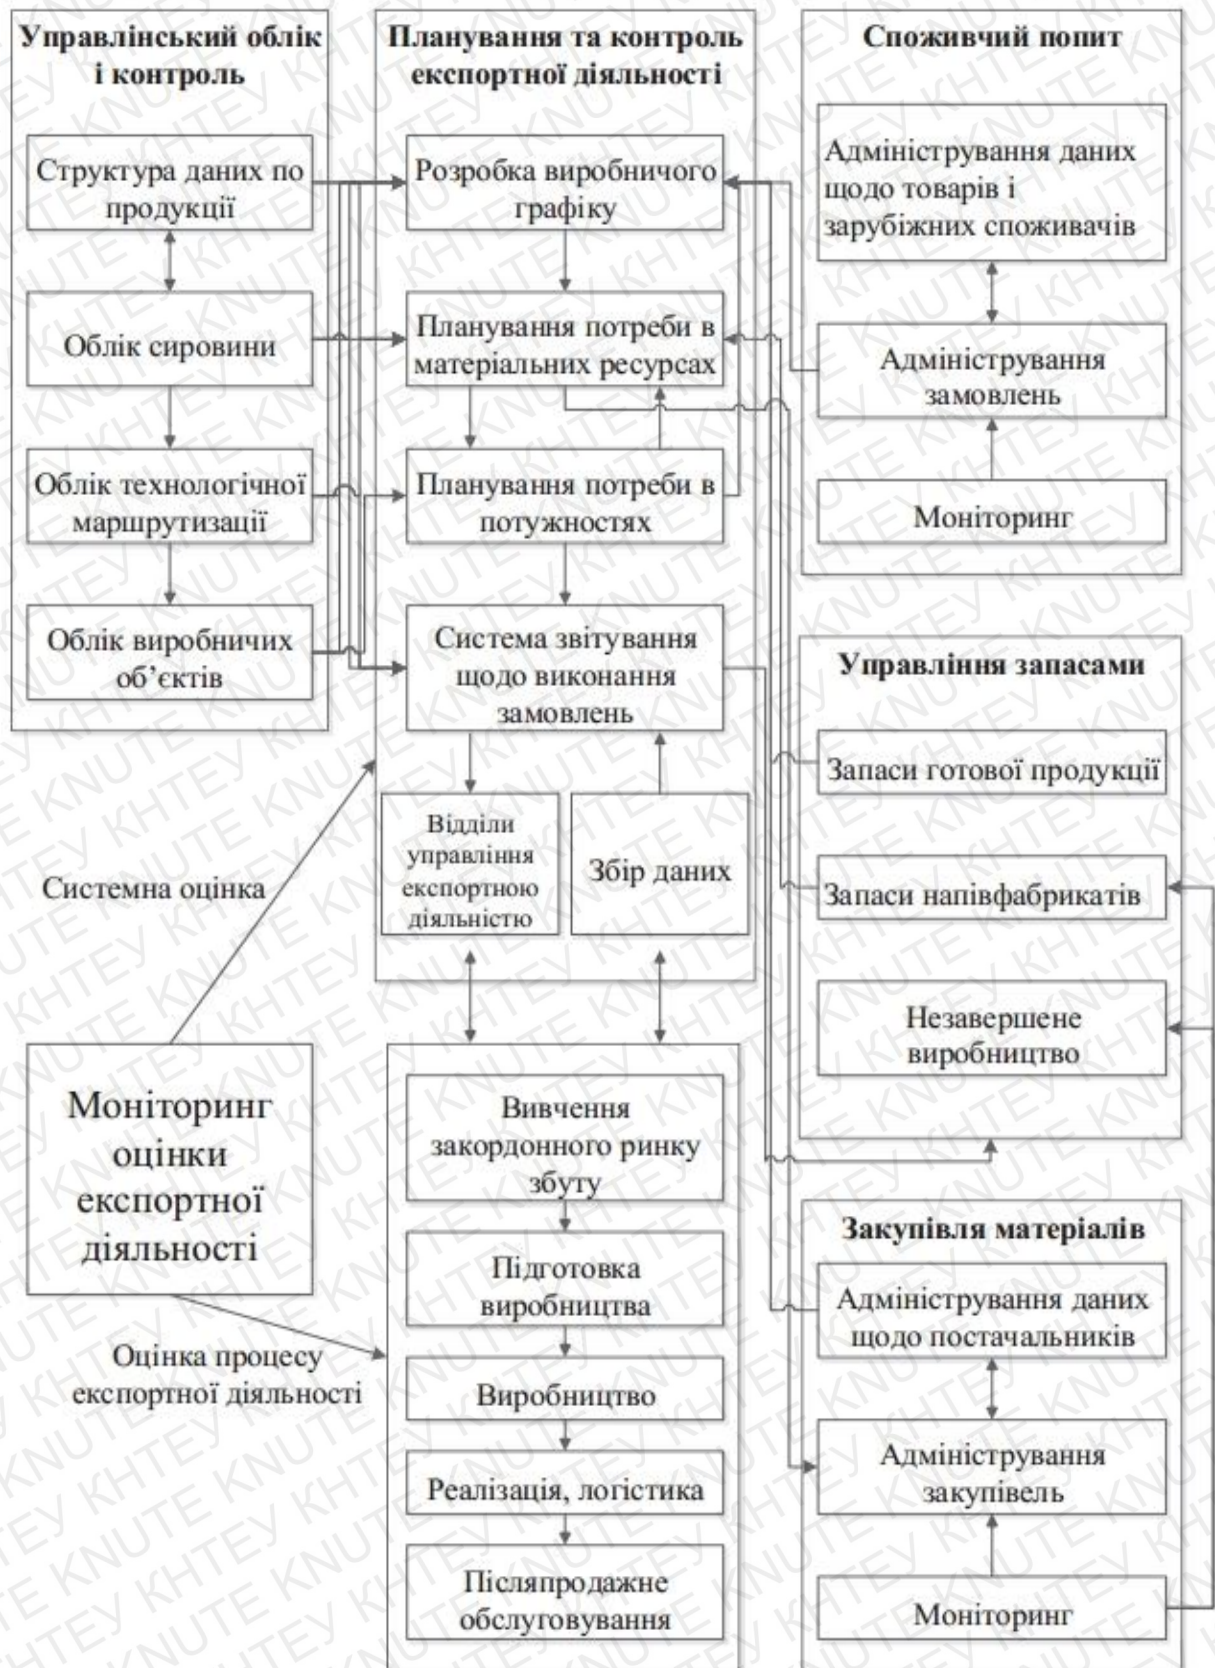 Управлінський облік
і контроль
Структура даних по
продукції
Облік сировини
Облік технологічної
маршрутизації
Облік виробничих
об’єктів
Планування та контроль
експортної діяльності
Розробка виробничого
графіку
Планування потреби в
матеріальних ресурсах
Планування потреби в
потужностях
Система звітування
щодо виконання
замовлень
Відділи
управління
експортною
діяльністю
Збір даних
Споживчий попит
Адміністрування даних
щодо товарів і
зарубіжних споживачів
Адміністрування
замовлень
Моніторинг
Управління запасами
Запаси готової продукції
Запаси напівфабрикатів
Незавершене
виробництво
Системна оцінка
Моніторинг
оцінки
експортної
діяльності
Оцінка процесу
експортної діяльності
Вивчення
закордонного ринку
збуту
Підготовка
виробництва
Виробництво
Реалізація, логістика
Післяпродажне
обслуговування
Закупівля матеріалів
Адміністрування даних
щодо постачальників
Адміністрування
закупівель
Моніторинг